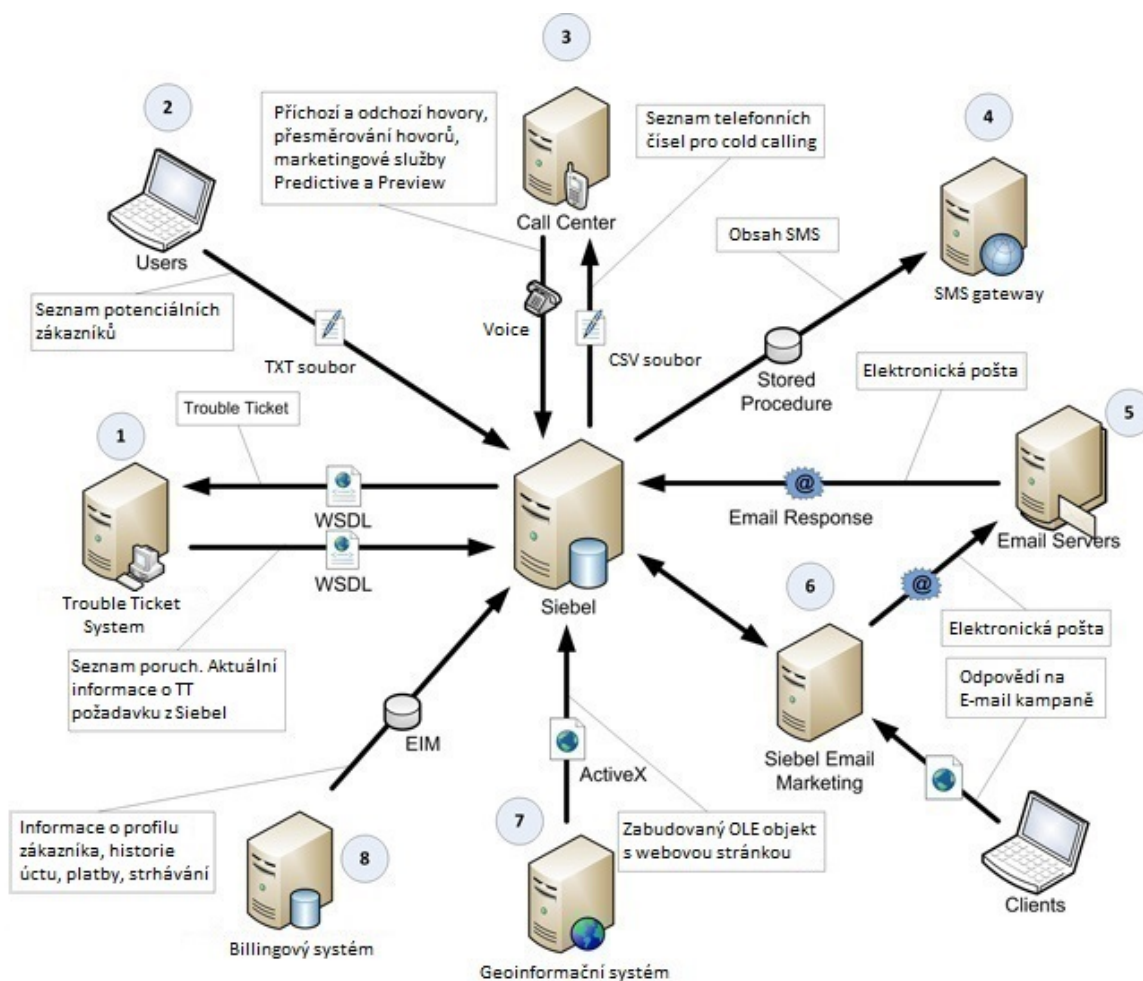 3
2
Příchozí a odchozí hovory,
přesměrování hovorů,
marketingové služby
Predictive a Preview
Seznam telefonních
čísel pro cold calling
4
Call Center
Users
Obsah SMS
SMS gateway
Seznam potenciálních
zákazníků
TXT soubor
Voice
CSV soubor
Stored
Procedure
Elektronická pošta
Trouble Ticket
1
5
WSDL
@
Email Response
Email Servers
WSDL
Trouble Ticket
System
Siebel
6
@
Elektronická pošta
Seznam poruch. Aktuální
informace o TT
požadavku z Siebel
Odpovědí na
E-mail kampaně
EIM
ActiveX
Siebel Email
Marketing
Informace o profilu
zákazníka, historie
úctu, platby, strhávání
8
7
Zabudovaný OLE objekt
s webovou stránkou
Clients
Billingový systém
Geoinformační systém